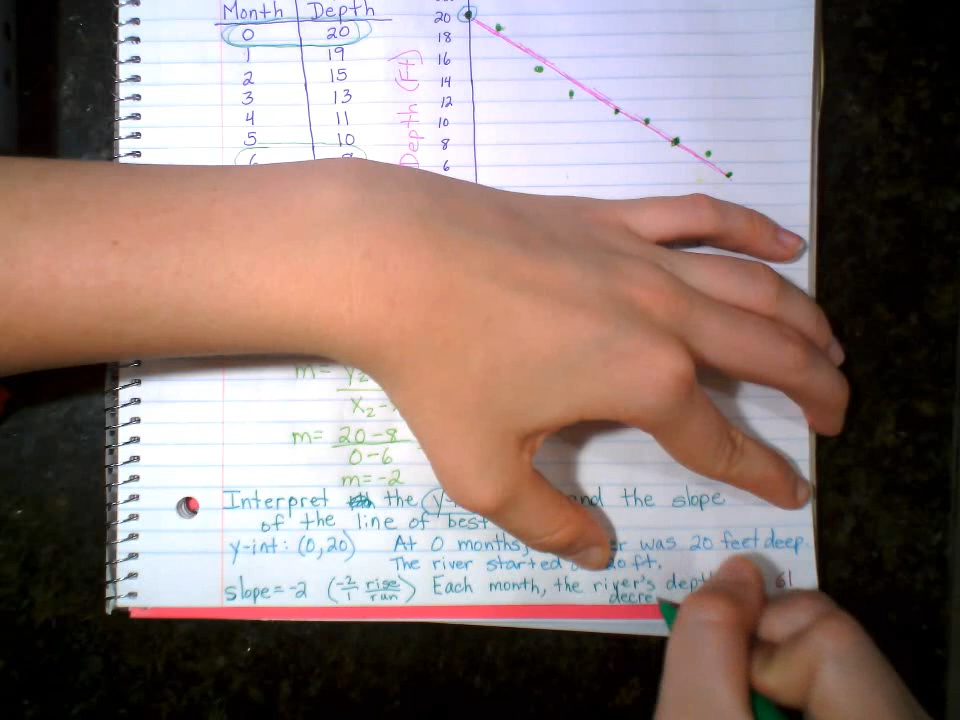 Month Depth
0 20
1 19
2 15
3 13
4 11
5 10
Depth (Ft)
20
18
16
14
12
10
8
6
m=
m= 20-8
0-6
m=-2
Interpret the and the slope
of the line of best
y-int: (0,20) At 0 months, was 20 feet deep.
The river started 20 ft.
slope = -2 (-2/1 rise/run) Each month, the river's
decre
61